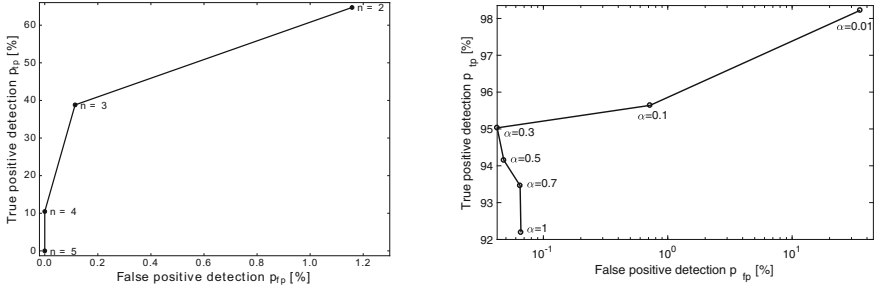 True positive detection p_tp [%]
60
50
40
30
20
10
0
n = 2
n = 3
n = 4
n = 5
0.0 0.2 0.4 0.6 0.8 1.0 1.2
False positive detection p_fp [%]
True positive detection p_tp [%]
98
97
96
95
94
93
92
α=0.01
α=0.1
α=0.3
α=0.5
α=0.7
α=1
10^-1 10^0 10^1
False positive detection p_fp [%]